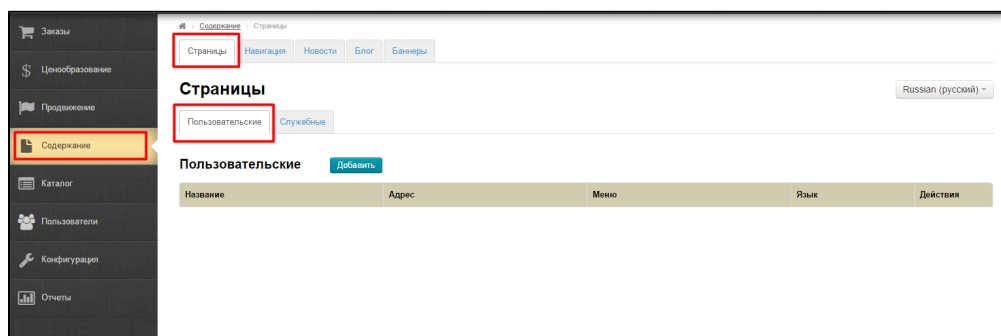 Заказы
Ценообразование
Продвижение
Содержание
Каталог
Пользователи
Конфигурация
Отчеты
Содержание › Страницы
Страницы Навигация Новости Блог Баннеры
Страницы Russian (русский)
Пользовательские Служебные
Пользовательские Добавить
Название Адрес Меню Язык Действия